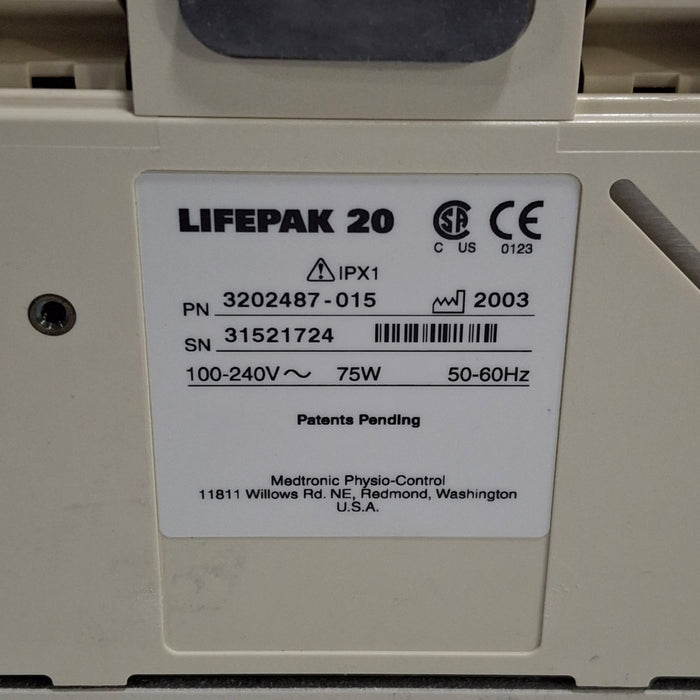 LIFEPAK 20
C US
0123
IPX1
PN 3202487-015 2003
SN 31521724
100-240V~ 75W 50-60Hz
Patents Pending
Medtronic Physio-Control
11811 Willows Rd. NE, Redmond, Washington
U.S.A.